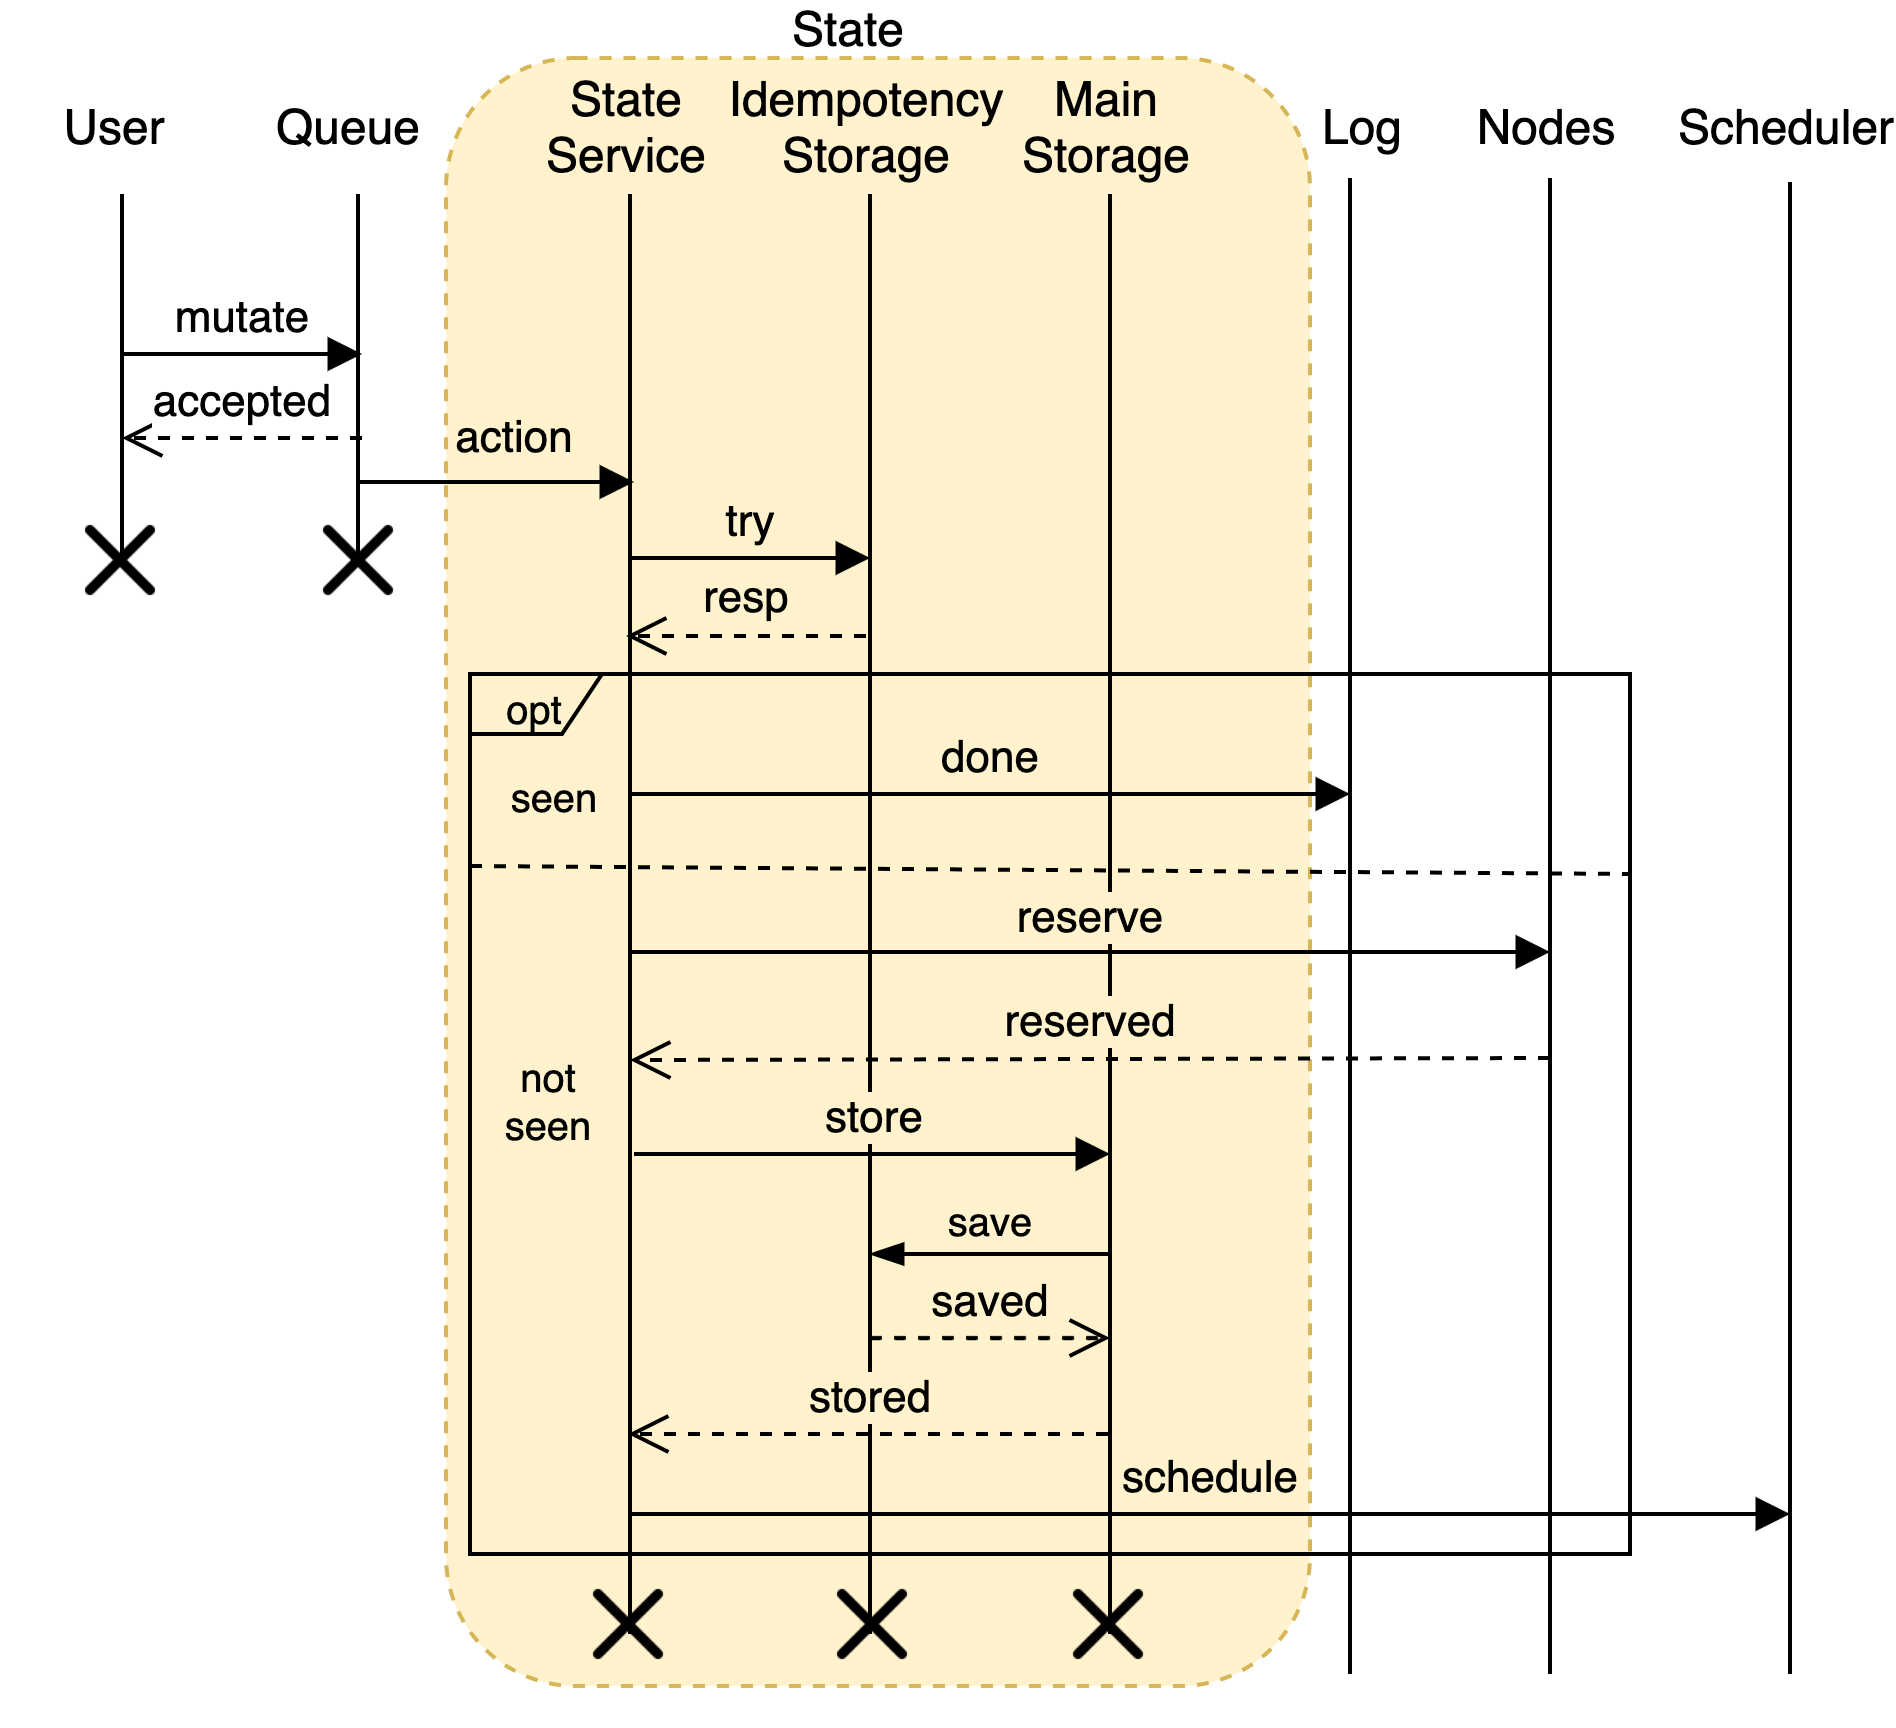 State
User
Queue
State
Service
Idempotency
Storage
Main
Storage
Log
Nodes
Scheduler
mutate
accepted
action
try
resp
opt
done
seen
reserve
reserved
not
seen
store
save
saved
stored
schedule